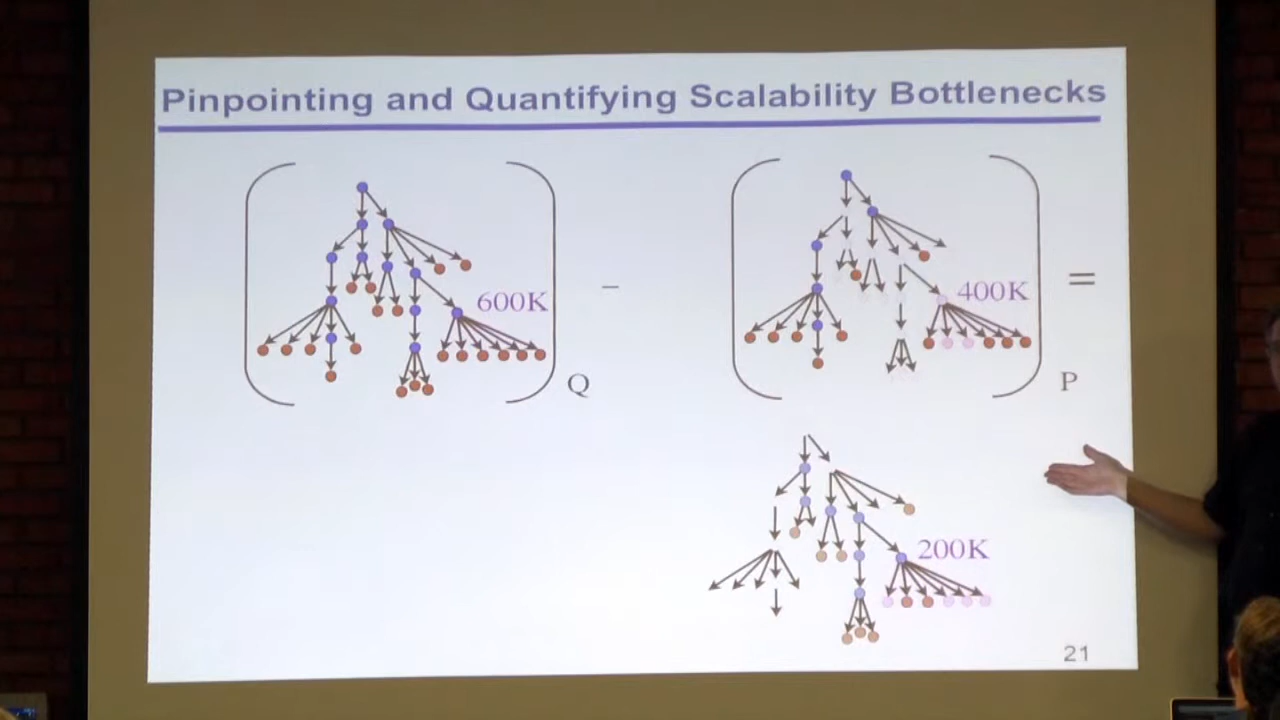 Pinpointing and Quantifying Scalability Bottlenecks
600K
400K
–
=
Q
P
200K
21